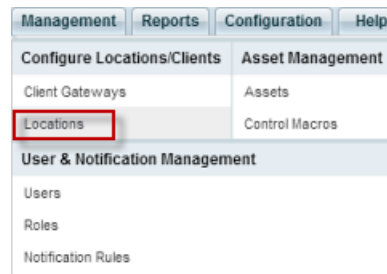 Management Reports Configuration Help
Configure Locations/Clients Asset Management
Client Gateways Assets
Locations Control Macros
User & Notification Management
Users
Roles
Notification Rules